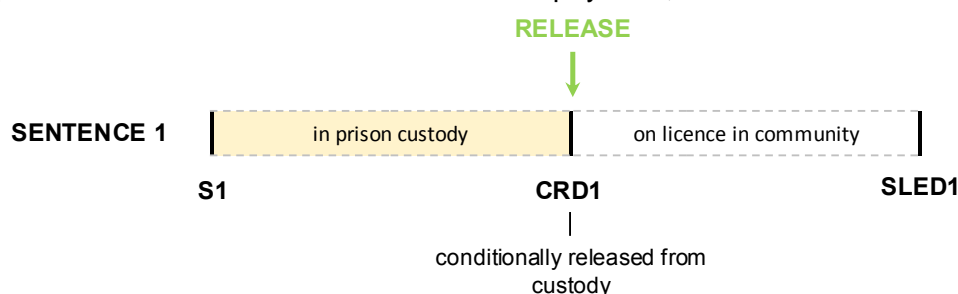 RELEASE
SENTENCE 1
in prison custody
on licence in community
S1
CRD1
SLED1
conditionally released from
custody